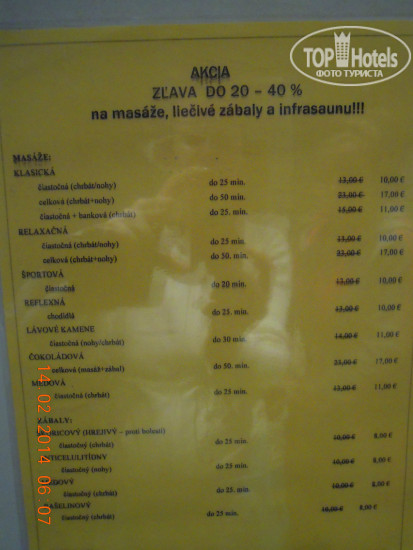 TOP Hotels
ФОТО ТУРИСТА
AKCIA
ZĽAVA DO 20 – 40 %
na masáže, liečivé zábaly a infrasaunu!!!
MASÁŽE:
KLASICKÁ
čiastočná (chrbát/nohy) do 25 min. 13,00 € 10,00 €
celková (chrbát+nohy) do 50 min. 23,00 € 17,00 €
čiastočná + banková (chrbát) do 25. min. 15,00 € 11,00 €
RELAXAČNÁ
čiastočná (chrbát/nohy) do 25 min. 13,00 € 10,00 €
celková (chrbát+nohy) do 50. min. 23,00 € 17,00 €
ŠPORTOVÁ
čiastočná do 20 min. 13,00 € 10,00 €
REFLEXNÁ
chodidlá do 25. min. 13,00 € 10,00 €
LÁVOVÉ KAMENE
čiastočná (nohy/chrbát) do 30 min. 14,00 € 11,00 €
ČOKOLÁDOVÁ
celková (masáž+zábal) do 50. min. 23,00 € 17,00 €
MEDOVÁ
čiastočná (chrbát) do 25 min. 13,00 € 11,00 €
ZÁBALY:
(HREJIVÝ – proti bolesti)
čiastočný (chrbát) do 25 min. 10,00 € 8,00 €
čiastočný (nohy) do 25 min. 10,00 € 8,00 €
čiastočný (chrbát) do 25. min. 10,00 € 8,00 €
čiastočný (chrbát) do 25 min. 10,00 € 8,00 €
14 02 2014 06:07